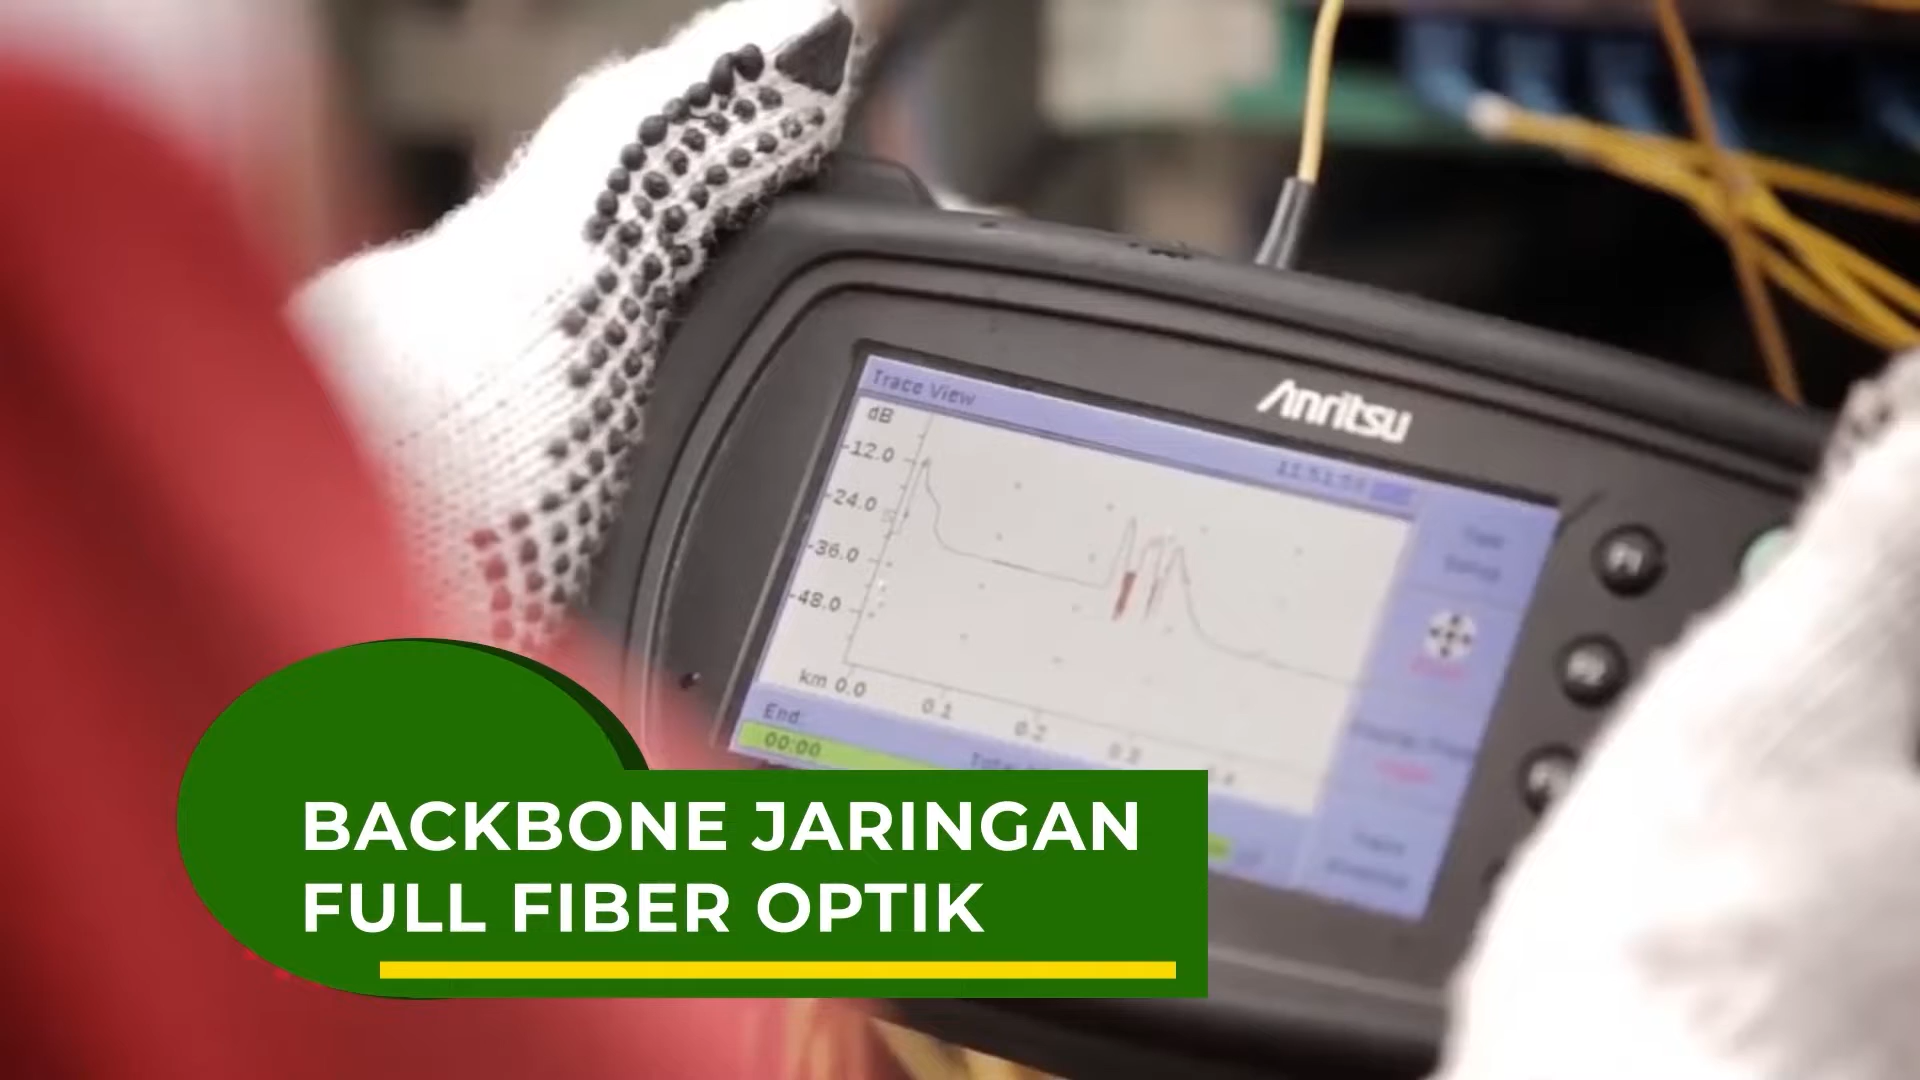 Anritsu
Trace View
dB
-12.0
-24.0
-36.0
-48.0
km 0.0
0.1
0.2
0.3
End:
00:00
F1
BACKBONE JARINGAN
FULL FIBER OPTIK